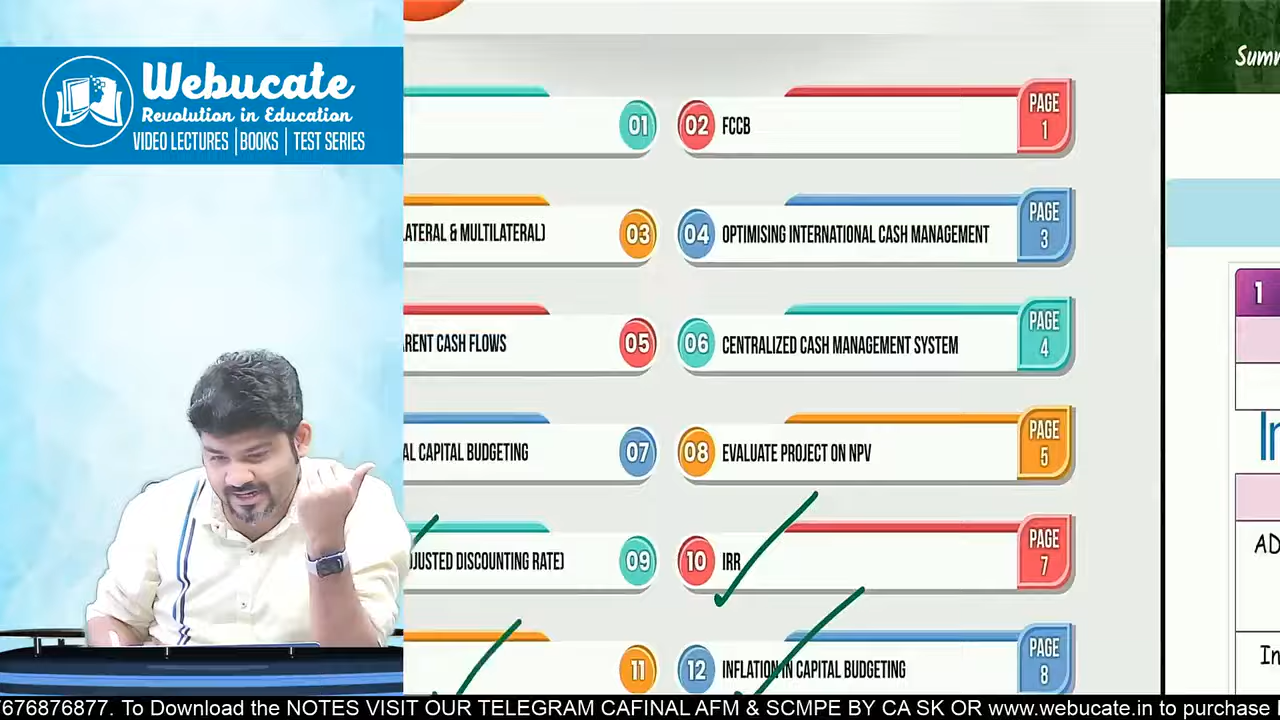 Webucate
Revolution in Education
VIDEO LECTURES | BOOKS | TEST SERIES
01
02 FCCB
PAGE 1
LATERAL & MULTILATERAL)
03
04 OPTIMISING INTERNATIONAL CASH MANAGEMENT
PAGE 3
RENT CASH FLOWS
05
06 CENTRALIZED CASH MANAGEMENT SYSTEM
PAGE 4
AL CAPITAL BUDGETING
07
08 EVALUATE PROJECT ON NPV
PAGE 5
DJUSTED DISCOUNTING RATE)
09
10 IRR
PAGE 7
11
12 INFLATION IN CAPITAL BUDGETING
PAGE 8
Summ
1
In
AD
In
7676876877. To Download the NOTES VISIT OUR TELEGRAM CAFINAL AFM & SCMPE BY CA SK OR www.webucate.in to purchase